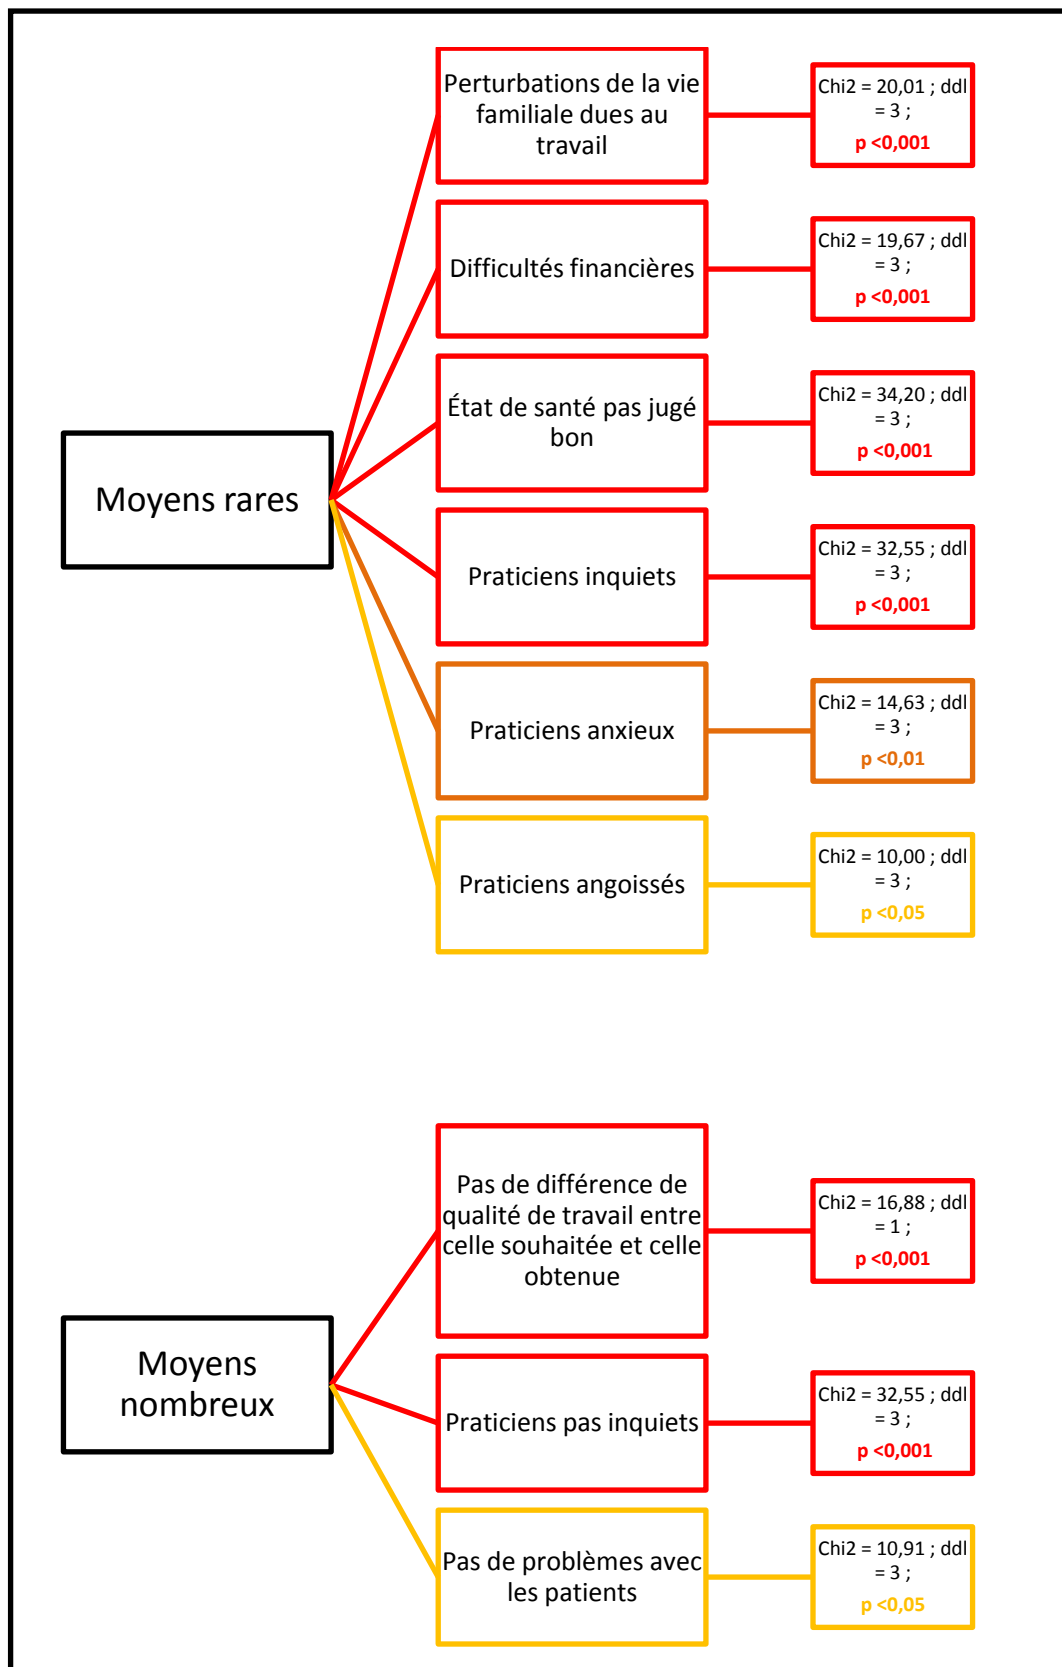 Perturbations de la vie
familiale dues au
travail
Chi2 = 20,01 ; ddl
= 3 ;
p <0,001
Difficultés financières
Chi2 = 19,67 ; ddl
= 3 ;
p <0,001
État de santé pas jugé
bon
Chi2 = 34,20 ; ddl
= 3 ;
p <0,001
Moyens rares
Praticiens inquiets
Chi2 = 32,55 ; ddl
= 3 ;
p <0,001
Praticiens anxieux
Chi2 = 14,63 ; ddl
= 3 ;
p <0,01
Praticiens angoissés
Chi2 = 10,00 ; ddl
= 3 ;
p <0,05
Pas de différence de
qualité de travail entre
celle souhaitée et celle
obtenue
Chi2 = 16,88 ; ddl
= 1 ;
p <0,001
Moyens
nombreux
Praticiens pas inquiets
Chi2 = 32,55 ; ddl
= 3 ;
p <0,001
Pas de problèmes avec
les patients
Chi2 = 10,91 ; ddl
= 3 ;
p <0,05